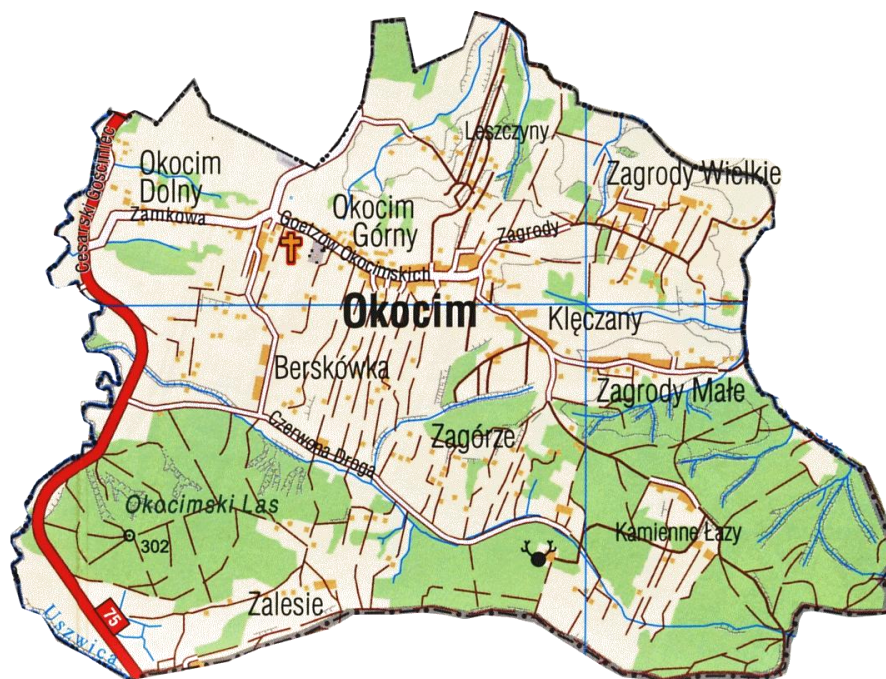 Leszczyny
Cesarski Gościniec
Okocim
Dolny
Zagrody Wielkie
Zamkowa
Okocim
Górny
Goetzów Okocimskich
Zagrody
Okocim
Klęczany
Berskówka
Zagrody Małe
Czerwona Droga
Zagórze
Okocimski Las
302
Kamienne Łazy
Zalesie
75
Uszwica